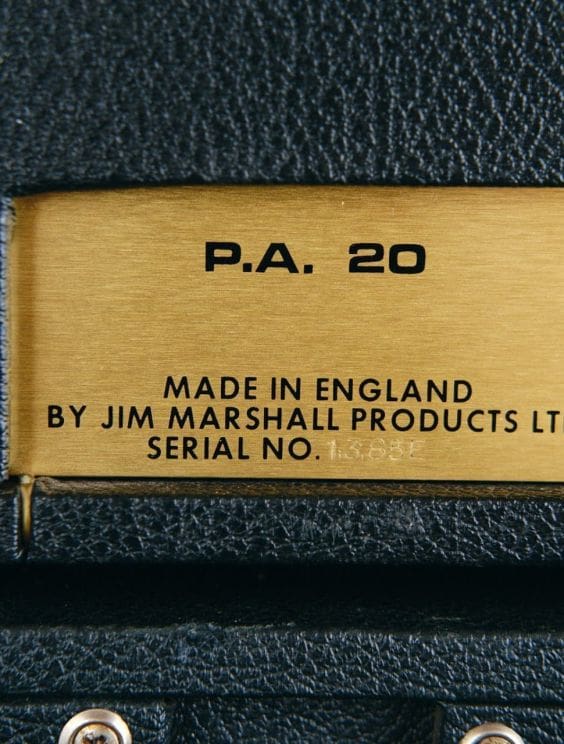 P.A. 20
MADE IN ENGLAND
BY JIM MARSHALL PRODUCTS LT
SERIAL NO.